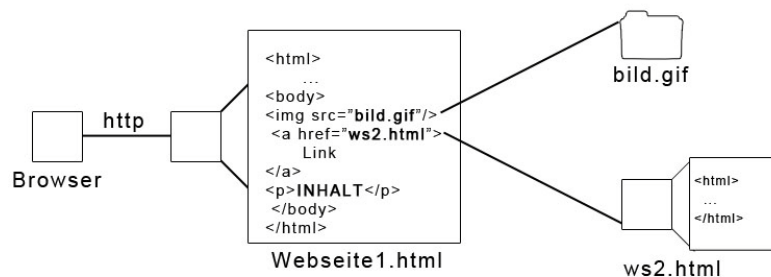 http
Browser
<html>
...
<body>
<img src="bild.gif"/>
<a href="ws2.html">
Link
</a>
<p>INHALT</p>
</body>
</html>
Webseite1.html
bild.gif
<html>
...
</html>
ws2.html